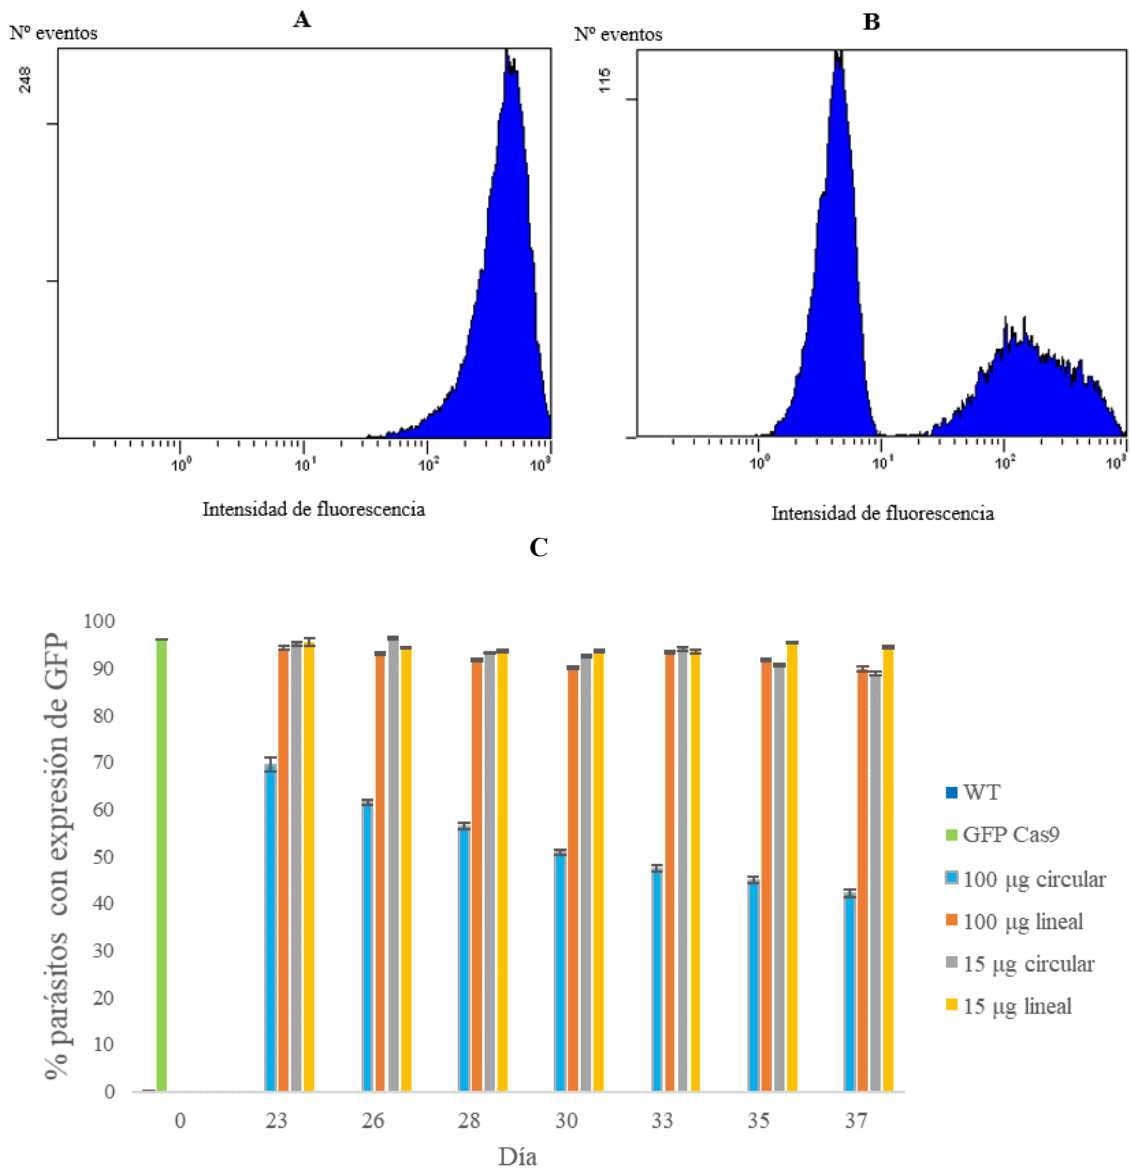 A
Nº eventos
248
10⁰ 10¹ 10² 10³
Intensidad de fluorescencia
B
Nº eventos
115
10⁰ 10¹ 10² 10³
Intensidad de fluorescencia
C
% parásitos con expresión de GFP
100
90
80
70
60
50
40
30
20
10
0
0 23 26 28 30 33 35 37
Día
WT
GFP Cas9
100 µg circular
100 µg lineal
15 µg circular
15 µg lineal